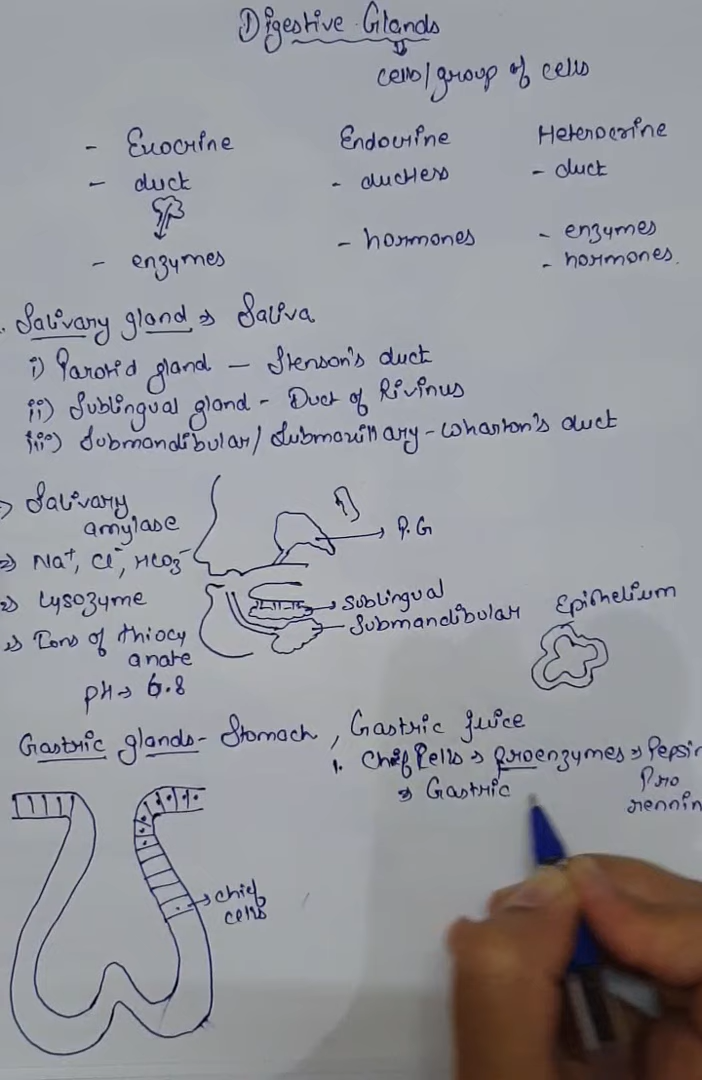 Digestive Glands
cells/group of cells
- Exocrine Endocrine Heterocrine
- duct - ductless - duct
- enzymes - hormones - enzymes
- hormones.
Salivary gland → Saliva
i) Parotid gland - Stenson's duct
ii) Sublingual gland - Duct of Rivinus
iii) Submandibular/Submaxillary - Wharton's duct
→ Salivary
amylase
→ P.G
→ Na⁺, Cl⁻, HCO₃⁻
→ Lysozyme
→ Sublingual
Submandibular
Epithelium
→ Ions of thiocy
anate
pH → 6.8
Gastric glands - Stomach, Gastric juice
1. Chief Cells → Proenzymes → Pepsin
Pro
rennin
→ Gastric
→ chief
cells